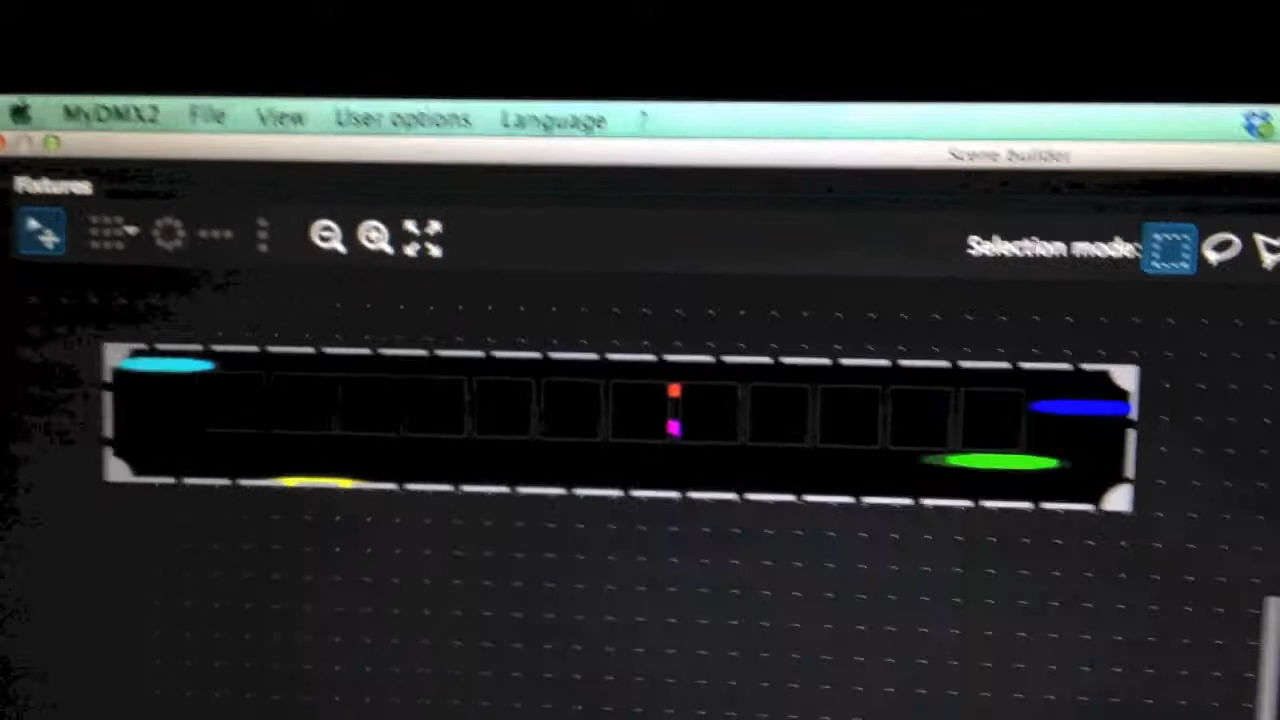 MyDMX2 File View User options Language ?
Scene builder
Fixtures
Selection mode: